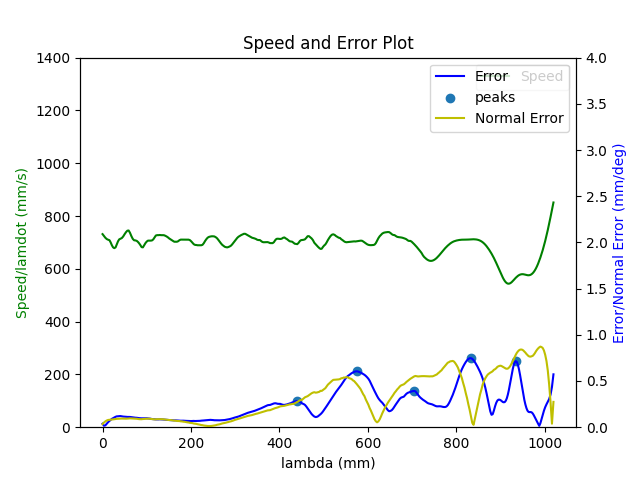 Speed and Error Plot
1400
1200
1000
800
600
400
200
0
Speed/lamdot (mm/s)
0
200
400
600
800
1000
lambda (mm)
4.0
3.5
3.0
2.5
2.0
1.5
1.0
0.5
0.0
Error/Normal Error (mm/deg)
Speed
Error
peaks
Normal Error